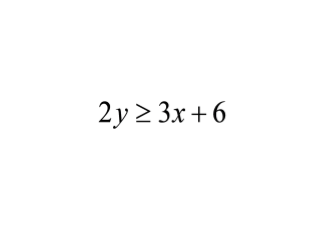 2y ≥ 3x + 6